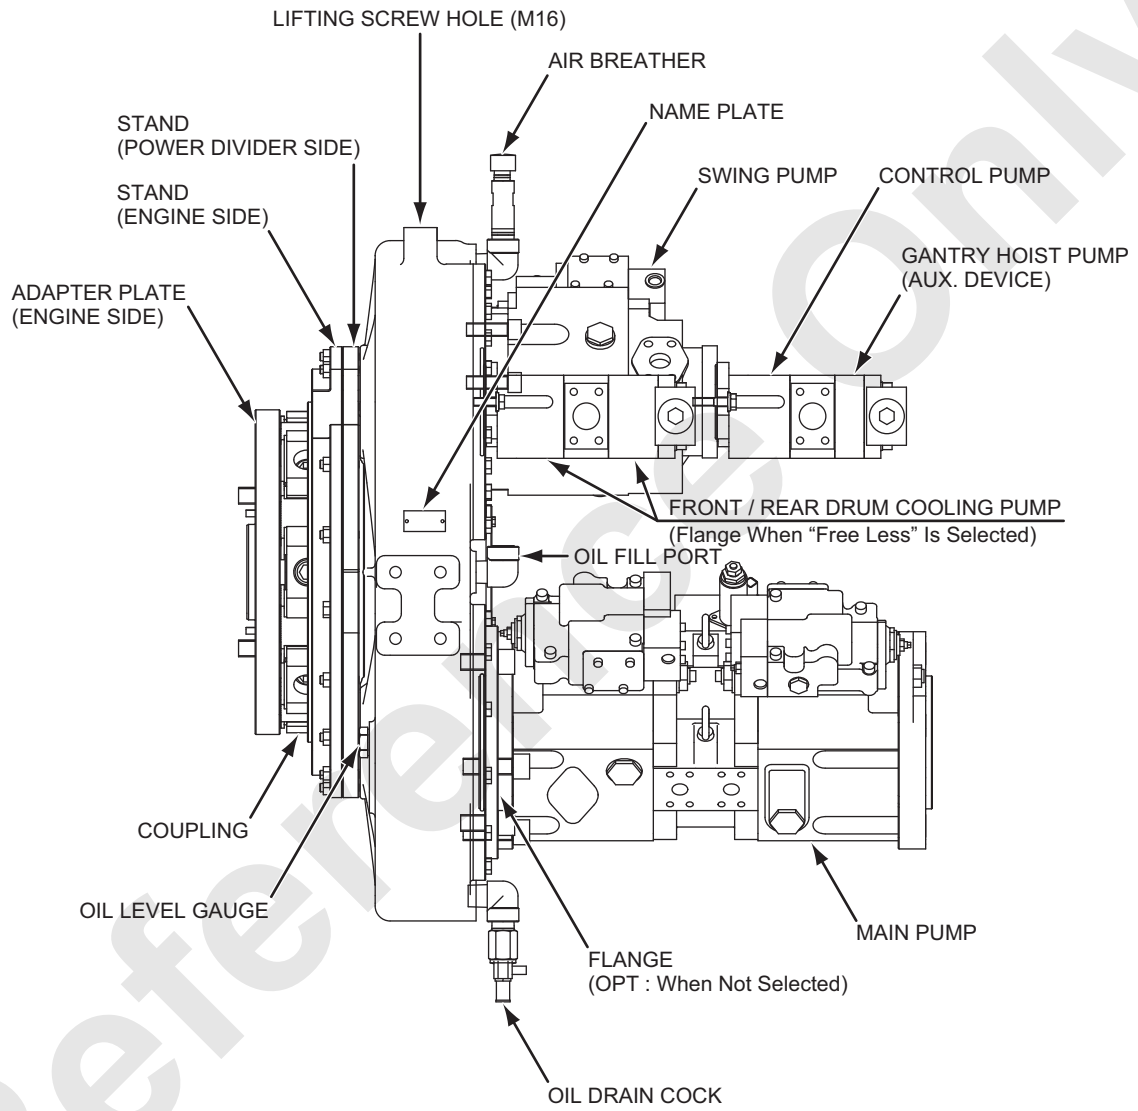 LIFTING SCREW HOLE (M16)
AIR BREATHER
NAME PLATE
STAND
(POWER DIVIDER SIDE)
SWING PUMP
CONTROL PUMP
STAND
(ENGINE SIDE)
GANTRY HOIST PUMP
(AUX. DEVICE)
ADAPTER PLATE
(ENGINE SIDE)
FRONT / REAR DRUM COOLING PUMP
(Flange When “Free Less” Is Selected)
OIL FILL PORT
COUPLING
OIL LEVEL GAUGE
MAIN PUMP
FLANGE
(OPT : When Not Selected)
OIL DRAIN COCK
Reference Only